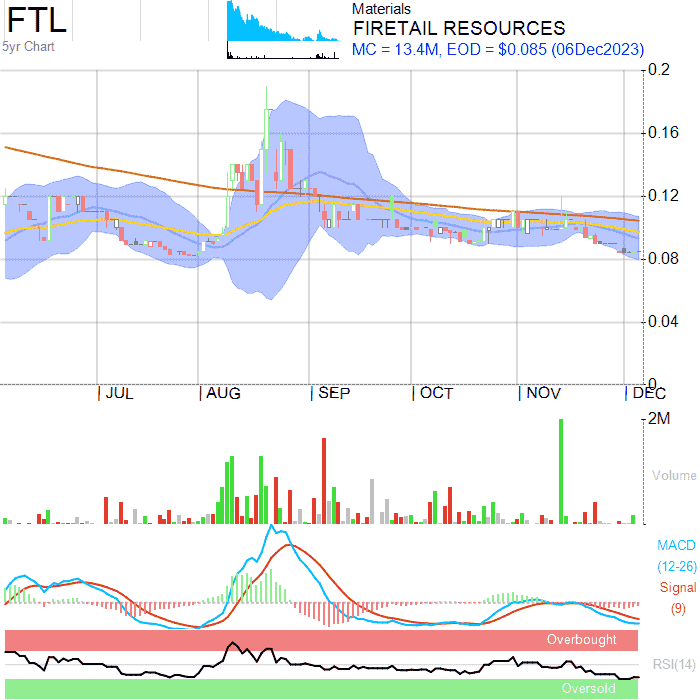 FTL
5yr Chart
Materials
FIRETAIL RESOURCES
MC = 13.4M, EOD = $0.085 (06Dec2023)
0.2
0.16
0.12
0.08
0.04
0
JUL AUG SEP OCT NOV DEC
2M
Volume
MACD
(12-26)
Signal
(9)
Overbought
RSI(14)
Oversold